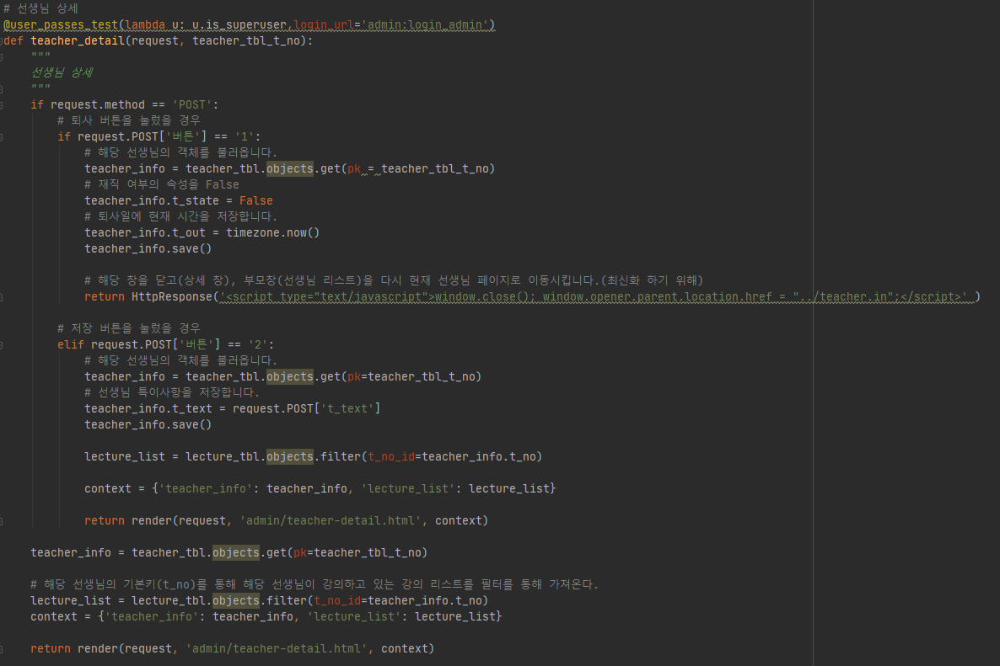 # 선생님 상세
@user_passes_test(lambda u: u.is_superuser,login_url='admin:login_admin')
def teacher_detail(request, teacher_tbl_t_no):
    """
    선생님 상세
    """
    if request.method == 'POST':
        # 퇴사 버튼을 눌렀을 경우
        if request.POST['버튼'] == '1':
            # 해당 선생님의 객체를 불러옵니다.
            teacher_info = teacher_tbl.objects.get(pk = teacher_tbl_t_no)
            # 재직 여부의 속성을 False
            teacher_info.t_state = False
            # 퇴사일에 현재 시간을 저장합니다.
            teacher_info.t_out = timezone.now()
            teacher_info.save()

            # 해당 창을 닫고(상세 창), 부모창(선생님 리스트)을 다시 현재 선생님 페이지로 이동시킵니다.(최신화 하기 위해)
            return HttpResponse('<script type="text/javascript">window.close(); window.opener.parent.location.href = "../teacher.in";</script>' )

        # 저장 버튼을 눌렀을 경우
        elif request.POST['버튼'] == '2':
            # 해당 선생님의 객체를 불러옵니다.
            teacher_info = teacher_tbl.objects.get(pk=teacher_tbl_t_no)
            # 선생님 특이사항을 저장합니다.
            teacher_info.t_text = request.POST['t_text']
            teacher_info.save()

            lecture_list = lecture_tbl.objects.filter(t_no_id=teacher_info.t_no)

            context = {'teacher_info': teacher_info, 'lecture_list': lecture_list}

            return render(request, 'admin/teacher-detail.html', context)

    teacher_info = teacher_tbl.objects.get(pk=teacher_tbl_t_no)

    # 해당 선생님의 기본키(t_no)를 통해 해당 선생님이 강의하고 있는 강의 리스트를 필터를 통해 가져온다.
    lecture_list = lecture_tbl.objects.filter(t_no_id=teacher_info.t_no)
    context = {'teacher_info': teacher_info, 'lecture_list': lecture_list}

    return render(request, 'admin/teacher-detail.html', context)